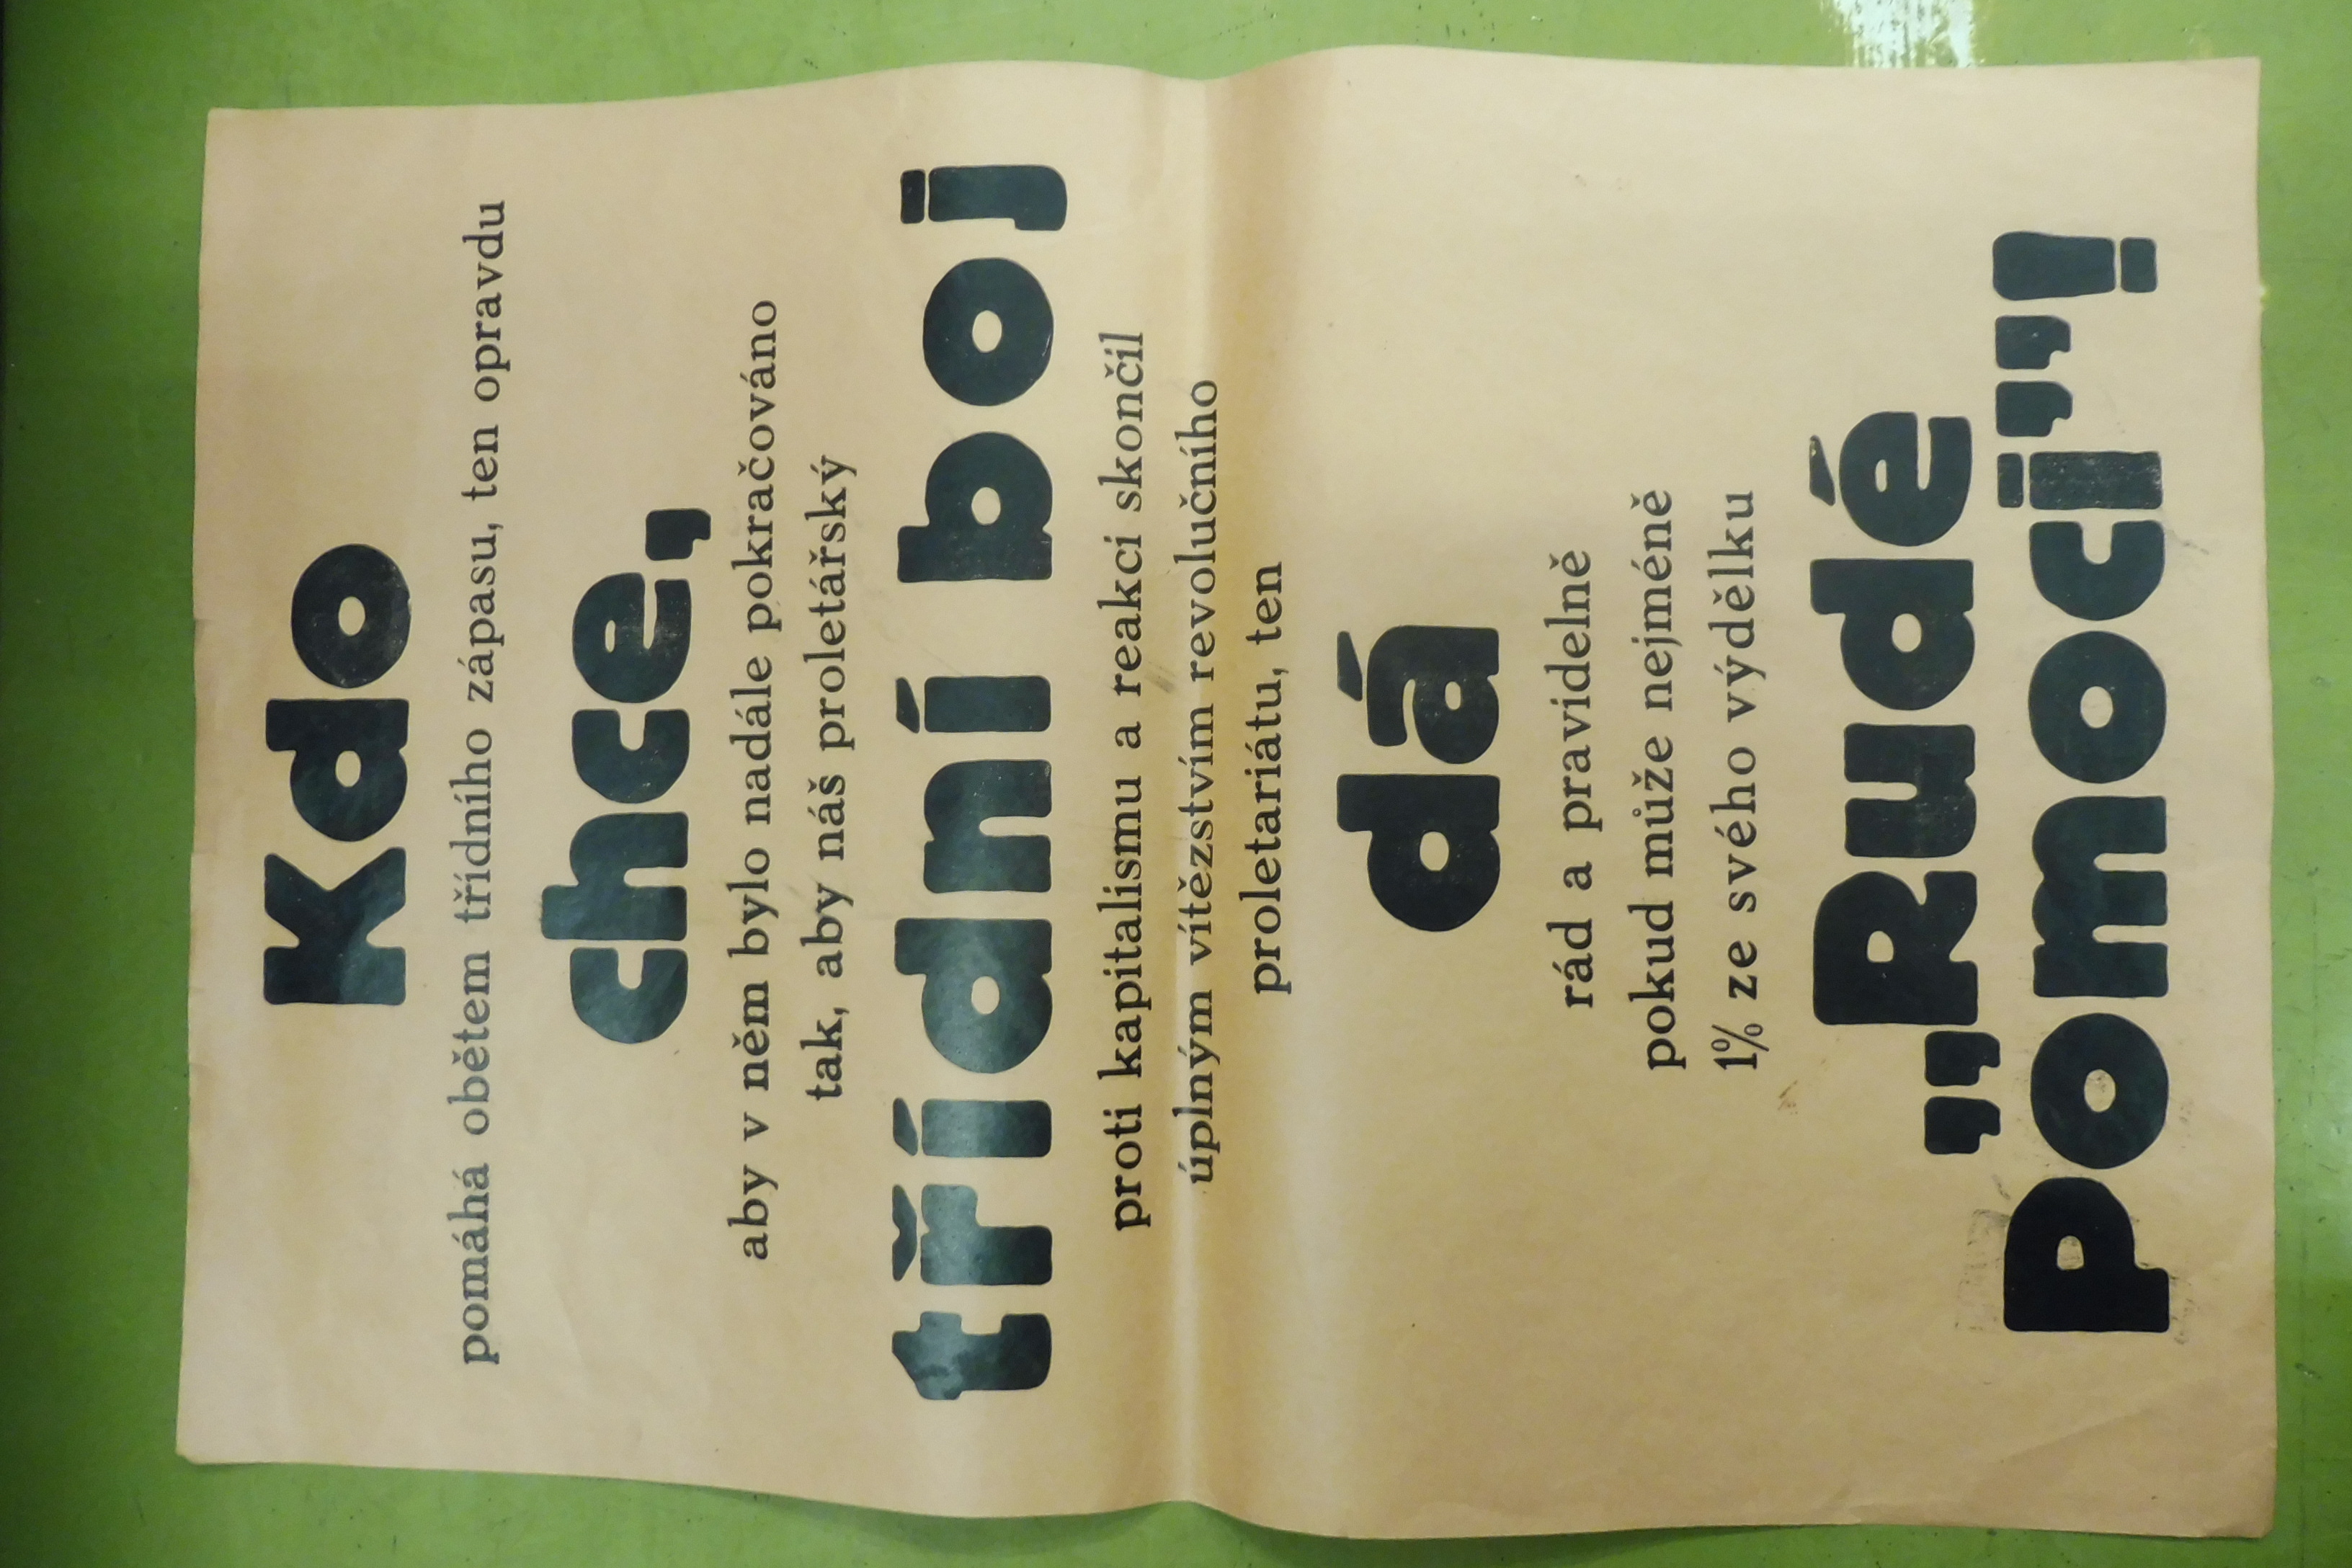 Kdo
pomáhá obětem třídního zápasu, ten opravdu
chce,
aby v něm bylo nadále pokračováno
tak, aby náš proletářský
třídní boj
proti kapitalismu a reakci skončil
úplným vítězstvím revolučního
proletariátu, ten
dá
rád a pravidelně
pokud může nejméně
1% ze svého výdělku
„Rudé
Pomoci”!